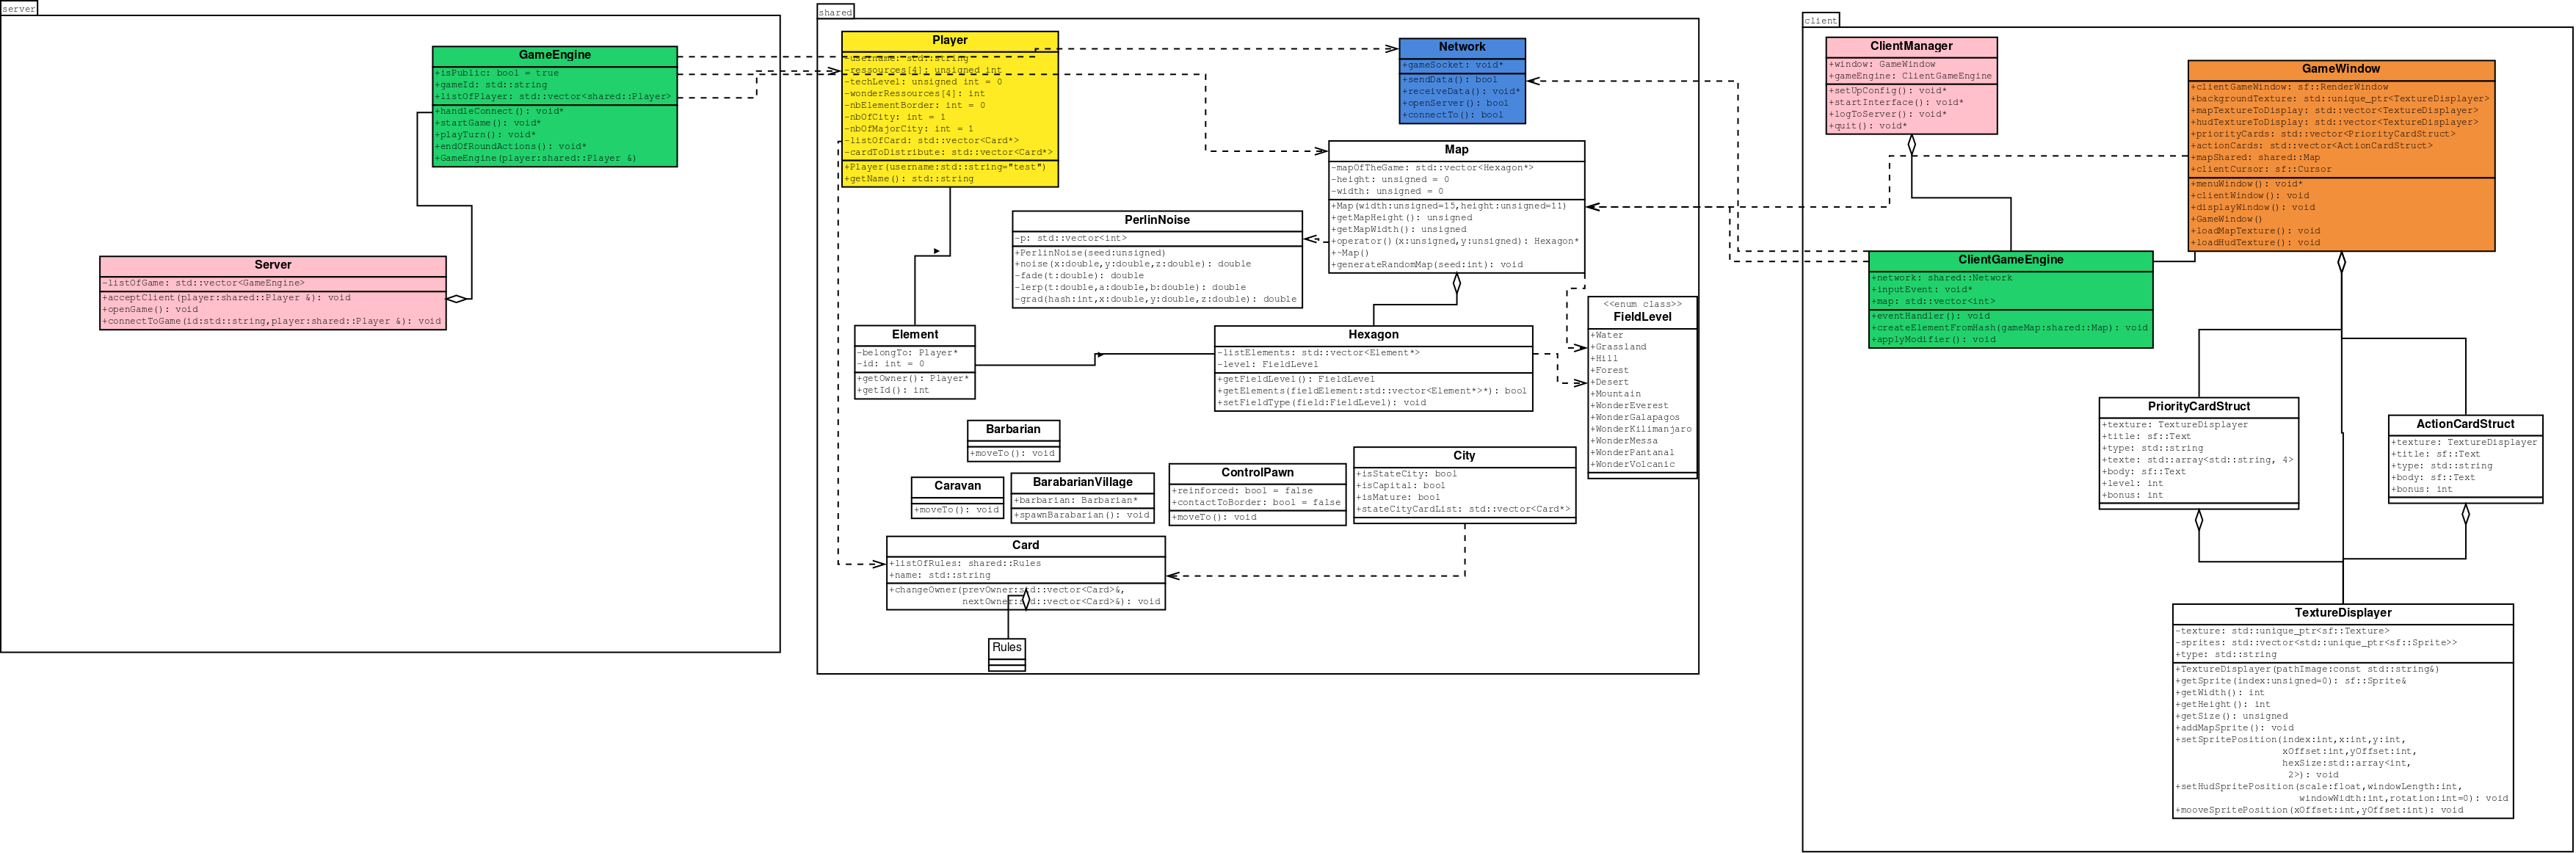 server
GameEngine
+isPublic: bool = true
+gameId: std::string
+listOfPlayer: std::vector<shared::Player>
+handleConnect(): void*
+startGame(): void*
+playTurn(): void*
+endOfRoundActions(): void*
+GameEngine(player:shared::Player &)
Server
-listOfGame: std::vector<GameEngine>
+acceptClient(player:shared::Player &): void
+openGame(): void
+connectToGame(id:std::string,player:shared::Player &): void
shared
Player
-username: std::string
-ressources[4]: unsigned int
-techLevel: unsigned int = 0
-wonderRessources[4]: int
-nbElementBorder: int = 0
-nbOfCity: int = 1
-nbOfMajorCity: int = 1
-listOfCard: std::vector<Card*>
-cardToDistribute: std::vector<Card*>
+Player(username:std::string="test")
+getName(): std::string
Network
+gameSocket: void*
+sendData(): bool
+receiveData(): void*
+openServer(): bool
+connectTo(): bool
Map
-mapOfTheGame: std::vector<Hexagon*>
-height: unsigned = 0
-width: unsigned = 0
+Map(width:unsigned=15,height:unsigned=11)
+getMapHeight(): unsigned
+getMapWidth(): unsigned
+operator()(x:unsigned,y:unsigned): Hexagon*
+~Map()
+generateRandomMap(seed:int): void
PerlinNoise
-p: std::vector<int>
+PerlinNoise(seed:unsigned)
+noise(x:double,y:double,z:double): double
-fade(t:double): double
-lerp(t:double,a:double,b:double): double
-grad(hash:int,x:double,y:double,z:double): double
Element
-belongTo: Player*
-id: int = 0
+getOwner(): Player*
+getId(): int
Hexagon
-listElements: std::vector<Element*>
-level: FieldLevel
+getFieldLevel(): FieldLevel
+getElements(fieldElement:std::vector<Element*>*): bool
+setFieldType(field:FieldLevel): void
<<enum class>>
FieldLevel
+Water
+Grassland
+Hill
+Forest
+Desert
+Mountain
+WonderEverest
+WonderGalapagos
+WonderKilimanjaro
+WonderMessa
+WonderPantanal
+WonderVolcanic
Barbarian
+moveTo(): void
Caravan
+moveTo(): void
BarabarianVillage
+barbarian: Barbarian*
+spawnBarabarian(): void
ControlPawn
+reinforced: bool = false
+contactToBorder: bool = false
+moveTo(): void
City
+isStateCity: bool
+isCapital: bool
+isMature: bool
+stateCityCardList: std::vector<Card*>
Card
+listOfRules: shared::Rules
+name: std::string
+changeOwner(prevOwner:std::vector<Card>&,
nextOwner:std::vector<Card>&): void
Rules
client
ClientManager
+window: GameWindow
+gameEngine: ClientGameEngine
+setUpConfig(): void*
+startInterface(): void*
+logToServer(): void*
+quit(): void*
GameWindow
+clientGameWindow: sf::RenderWindow
+backgroundTexture: std::unique_ptr<TextureDisplayer>
+mapTextureToDisplay: std::vector<TextureDisplayer>
+hudTextureToDisplay: std::vector<TextureDisplayer>
+priorityCards: std::vector<PriorityCardStruct>
+actionCards: std::vector<ActionCardStruct>
+mapShared: shared::Map
+clientCursor: sf::Cursor
+menuWindow(): void*
+clientWindow(): void
+displayWindow(): void
+GameWindow()
+loadMapTexture(): void
+loadHudTexture(): void
ClientGameEngine
+network: shared::Network
+inputEvent: void*
+map: std::vector<int>
+eventHandler(): void
+createElementFromHash(gameMap:shared::Map): void
+applyModifier(): void
PriorityCardStruct
+texture: TextureDisplayer
+title: sf::Text
+type: std::string
+texte: std::array<std::string, 4>
+body: sf::Text
+level: int
+bonus: int
ActionCardStruct
+texture: TextureDisplayer
+title: sf::Text
+type: std::string
+body: sf::Text
+bonus: int
TextureDisplayer
-texture: std::unique_ptr<sf::Texture>
-sprites: std::vector<std::unique_ptr<sf::Sprite>>
+type: std::string
+TextureDisplayer(pathImage:const std::string&)
+getSprite(index:unsigned=0): sf::Sprite&
+getWidth(): int
+getHeight(): int
+getSize(): unsigned
+addMapSprite(): void
+setSpritePosition(index:int,x:int,y:int,
xOffset:int,yOffset:int,
hexSize:std::array<int,
2>): void
+setHudSpritePosition(scale:float,windowLength:int,
windowWidth:int,rotation:int=0): void
+mooveSpritePosition(xOffset:int,yOffset:int): void